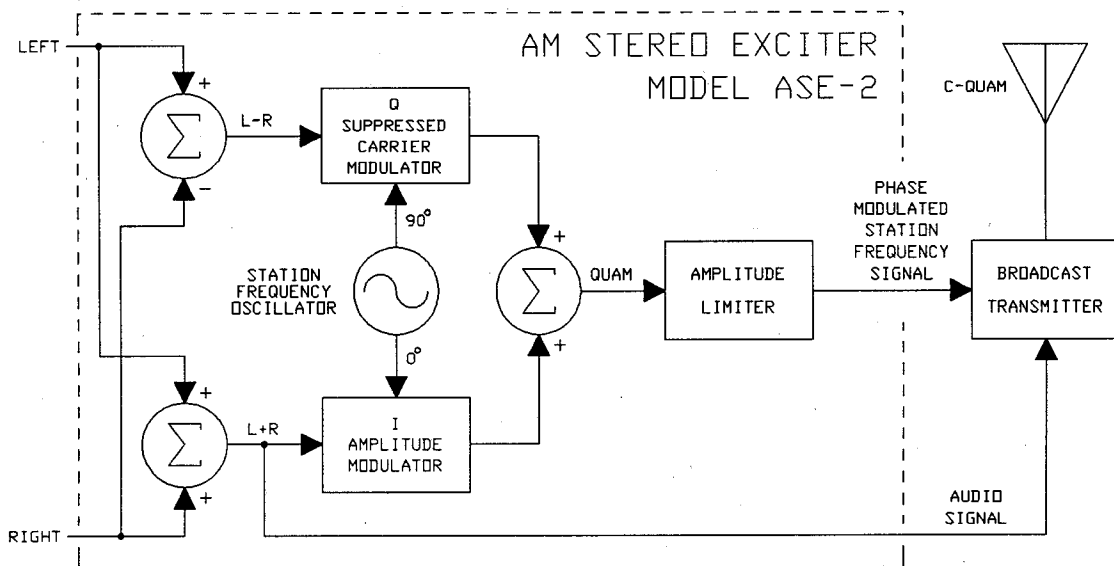 AM STEREO EXCITER
MODEL ASE-2
LEFT
+
-
L-R
Q
SUPPRESSED
CARRIER
MODULATOR
C-QUAM
90°
STATION
FREQUENCY
OSCILLATOR
0°
+
+
QUAM
AMPLITUDE
LIMITER
PHASE
MODULATED
STATION
FREQUENCY
SIGNAL
BROADCAST
TRANSMITTER
+
+
L+R
I
AMPLITUDE
MODULATOR
AUDIO
SIGNAL
RIGHT